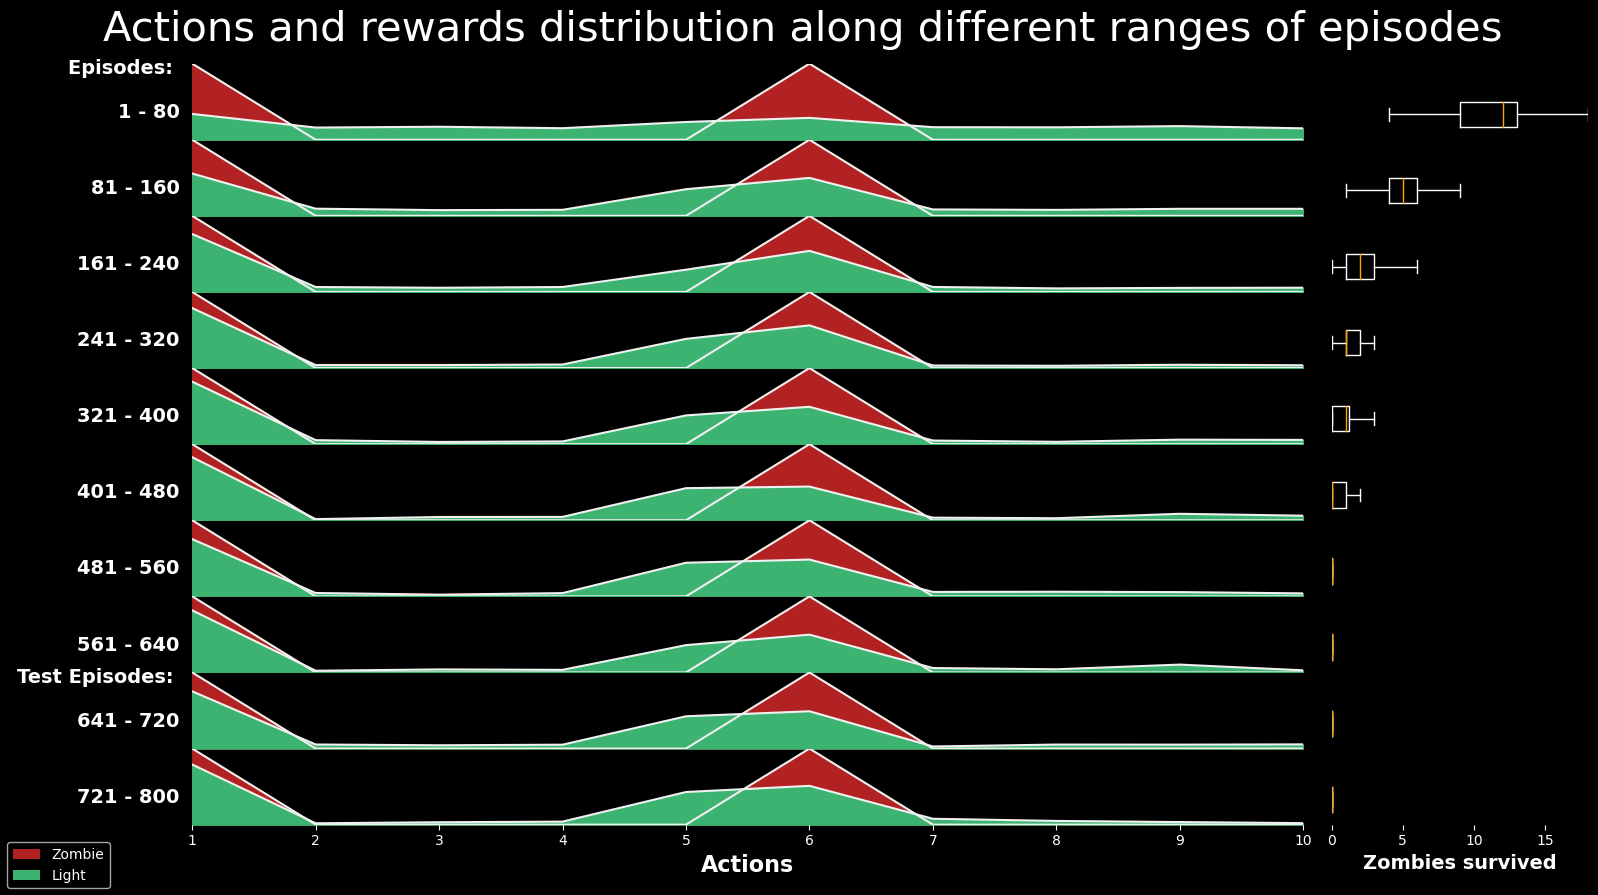 Actions and rewards distribution along different ranges of episodes
Episodes:
1 - 80
81 - 160
161 - 240
241 - 320
321 - 400
401 - 480
481 - 560
561 - 640
Test Episodes:
641 - 720
721 - 800
1 2 3 4 5 6 7 8 9 10
0 5 10 15
Actions
Zombies survived
Zombie
Light